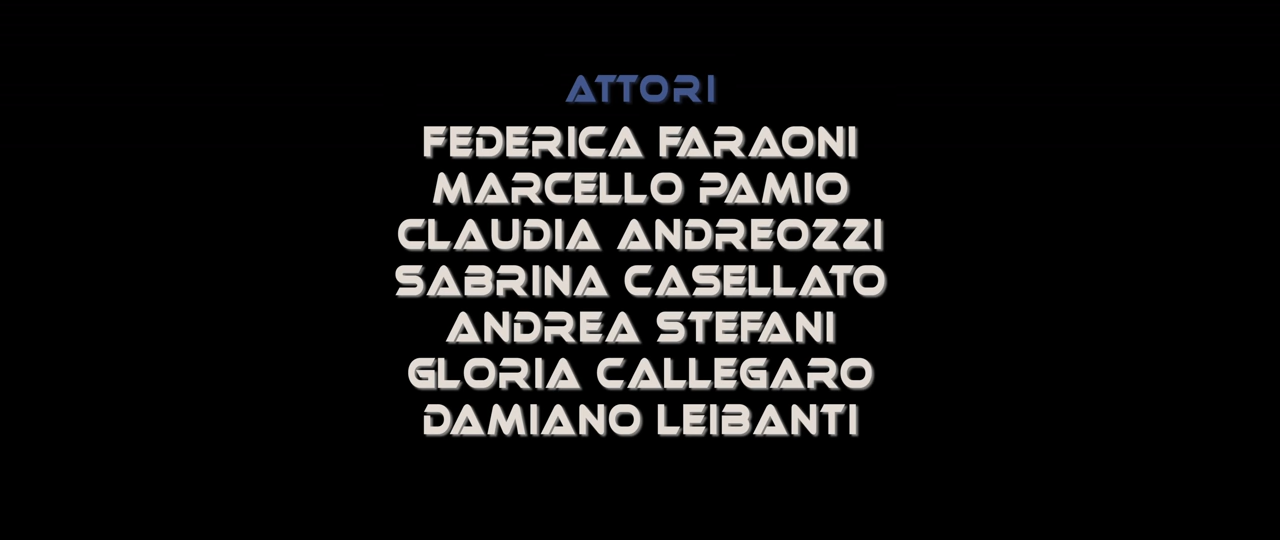 ATTORI
FEDERICA FARAONI
MARCELLO PAMIO
CLAUDIA ANDREOZZI
SABRINA CASELLATO
ANDREA STEFANI
GLORIA CALLEGARO
DAMIANO LEIBANTI